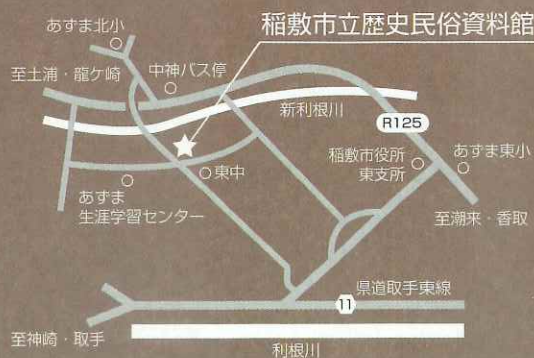 稲敷市立歴史民俗資料館
あずま北小
至土浦・龍ケ崎
中神バス停
新利根川
R125
稲敷市役所
東支所
あずま東小
東中
あずま
生涯学習センター
至潮来・香取
県道取手東線
11
至神崎・取手
利根川